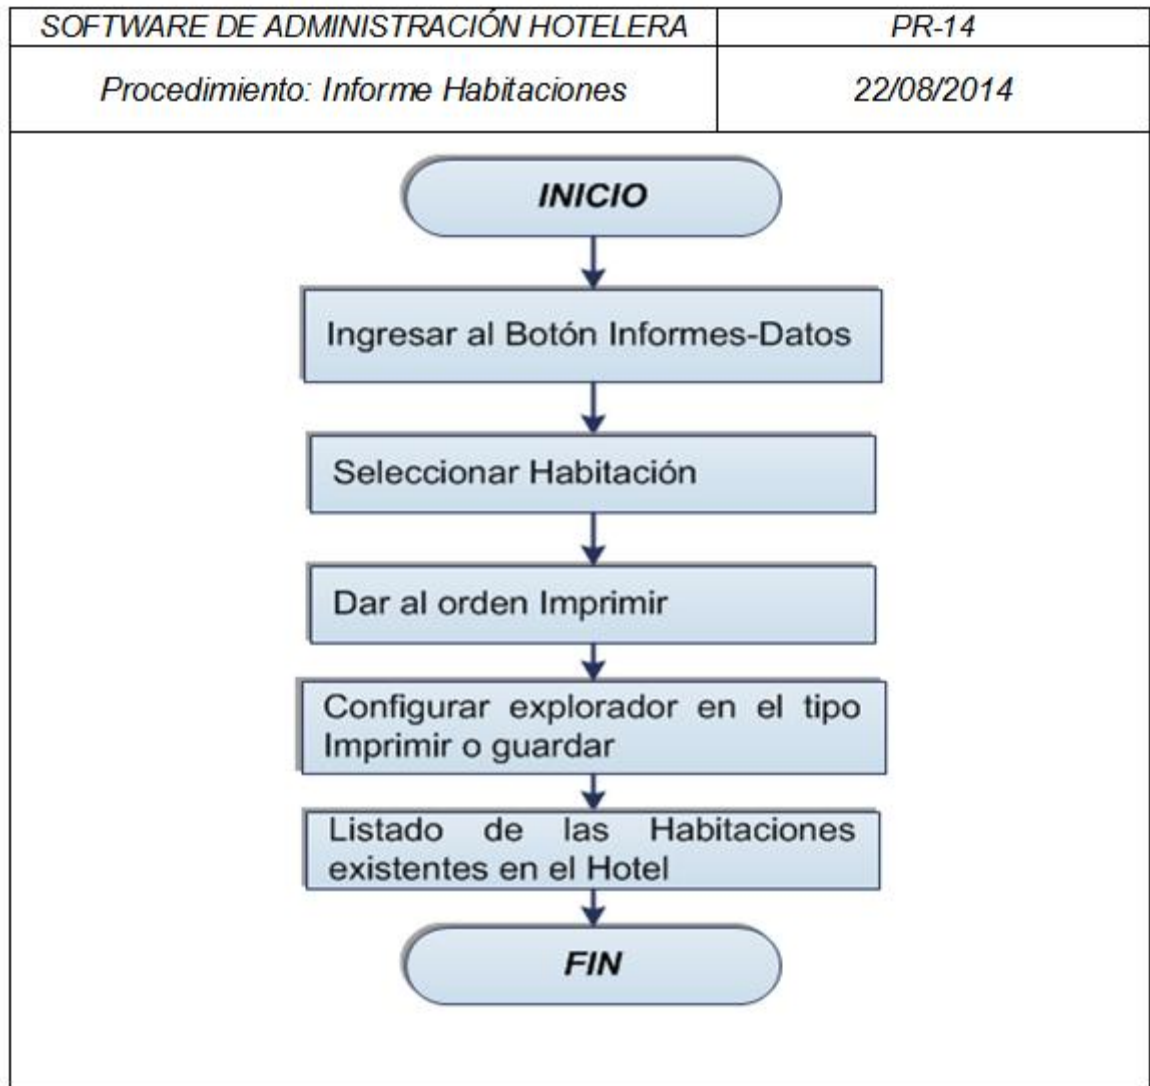 SOFTWARE DE ADMINISTRACIÓN HOTELERA
PR-14
Procedimiento: Informe Habitaciones
22/08/2014
INICIO
Ingresar al Botón Informes-Datos
Seleccionar Habitación
Dar al orden Imprimir
Configurar explorador en el tipo
Imprimir o guardar
Listado de las Habitaciones
existentes en el Hotel
FIN